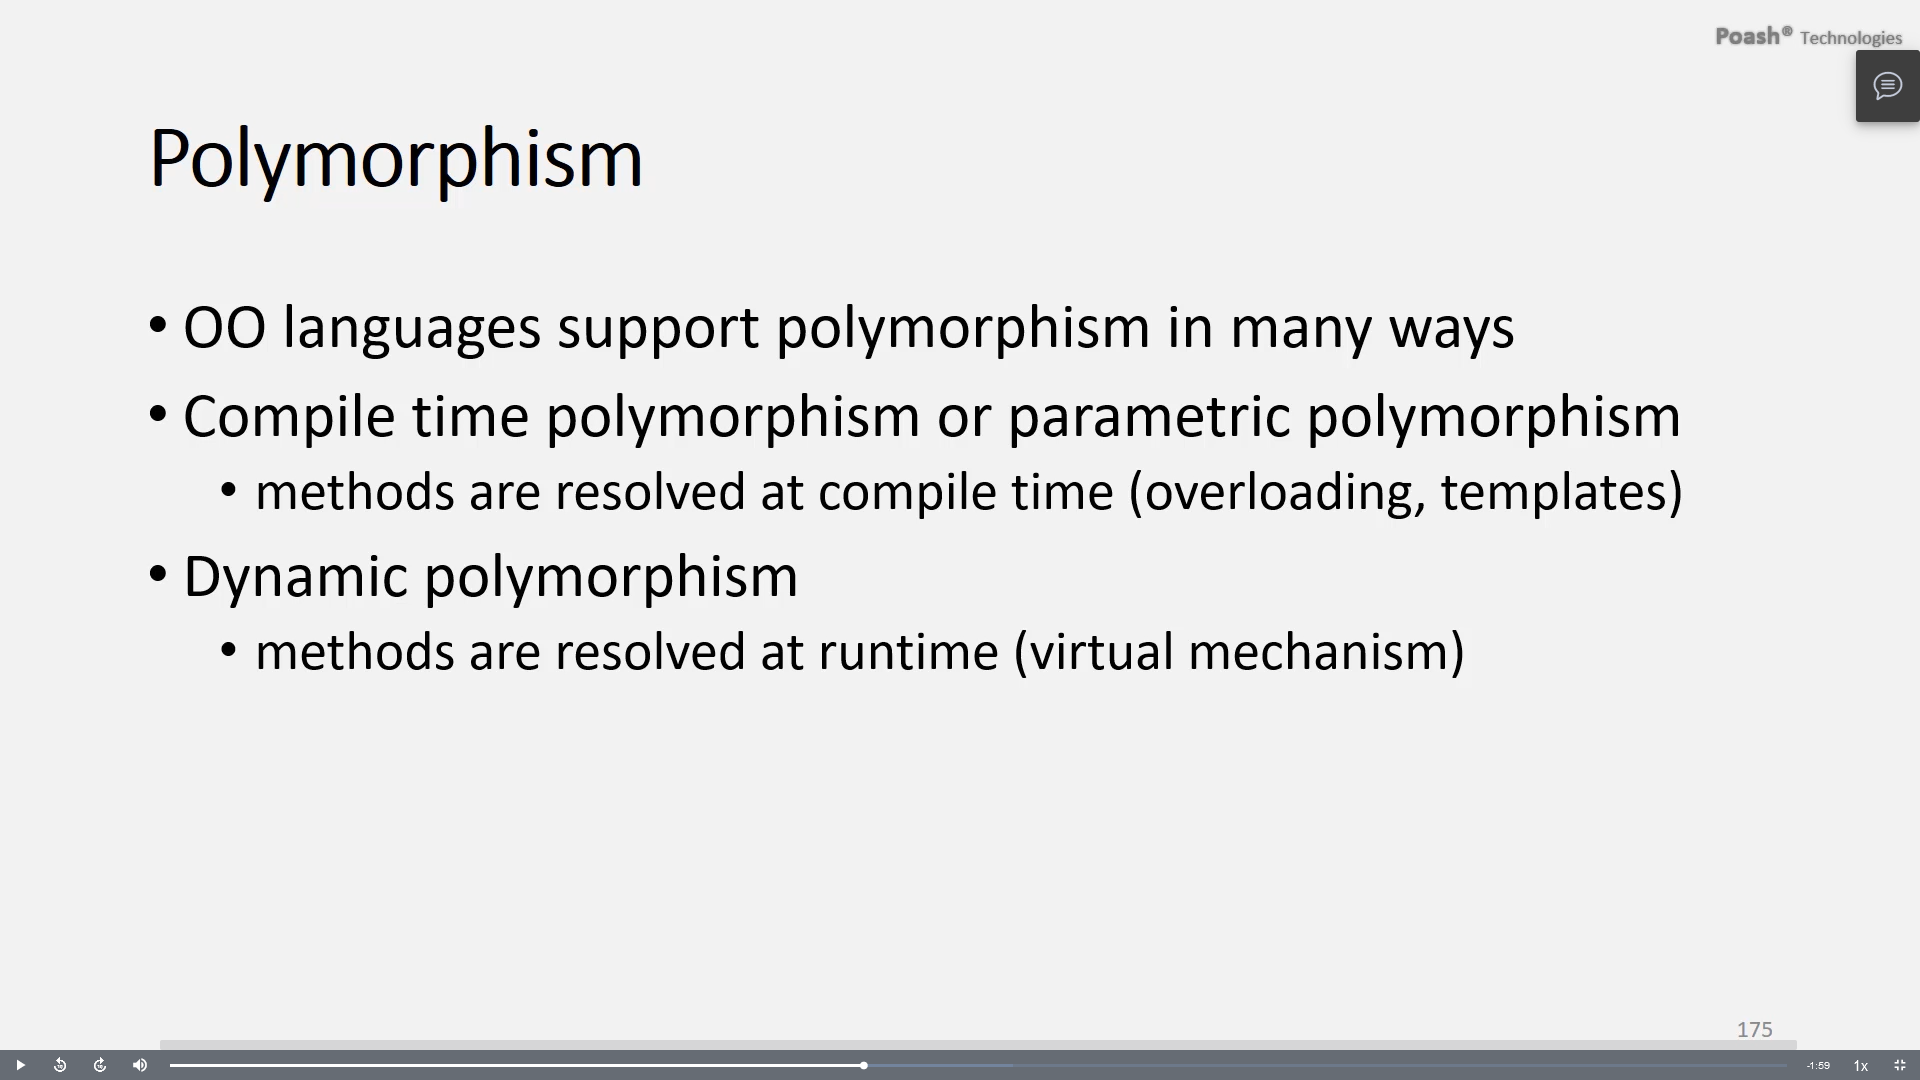 Poash® Technologies
Polymorphism
• OO languages support polymorphism in many ways
• Compile time polymorphism or parametric polymorphism
• methods are resolved at compile time (overloading, templates)
• Dynamic polymorphism
• methods are resolved at runtime (virtual mechanism)
175
-1:59 1x